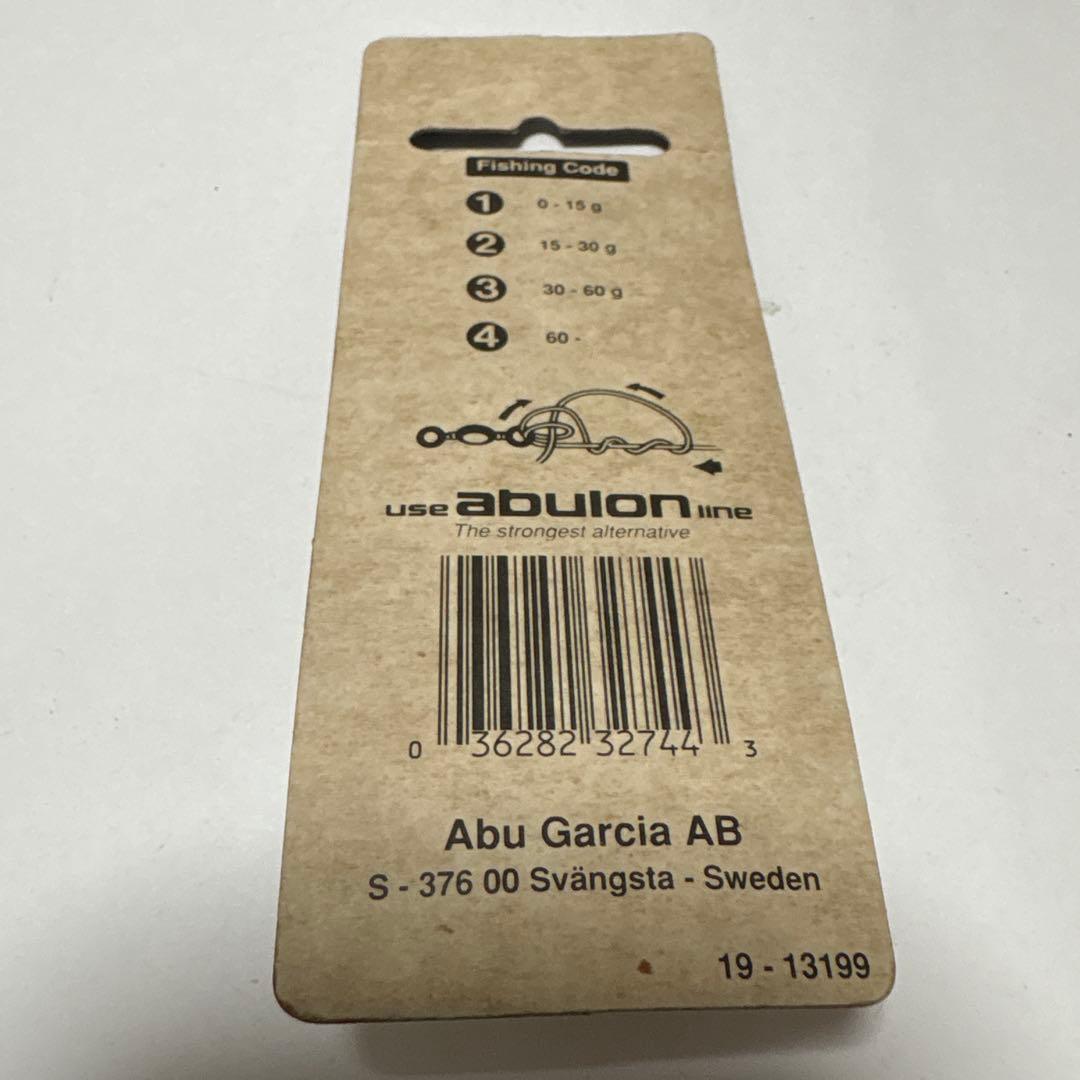 Fishing Code
1 0 - 15 g
2 15 - 30 g
3 30 - 60 g
4 60 -
use abulon line
The strongest alternative
0 36282 32744 3
Abu Garcia AB
S - 376 00 Svängsta - Sweden
19 - 13199